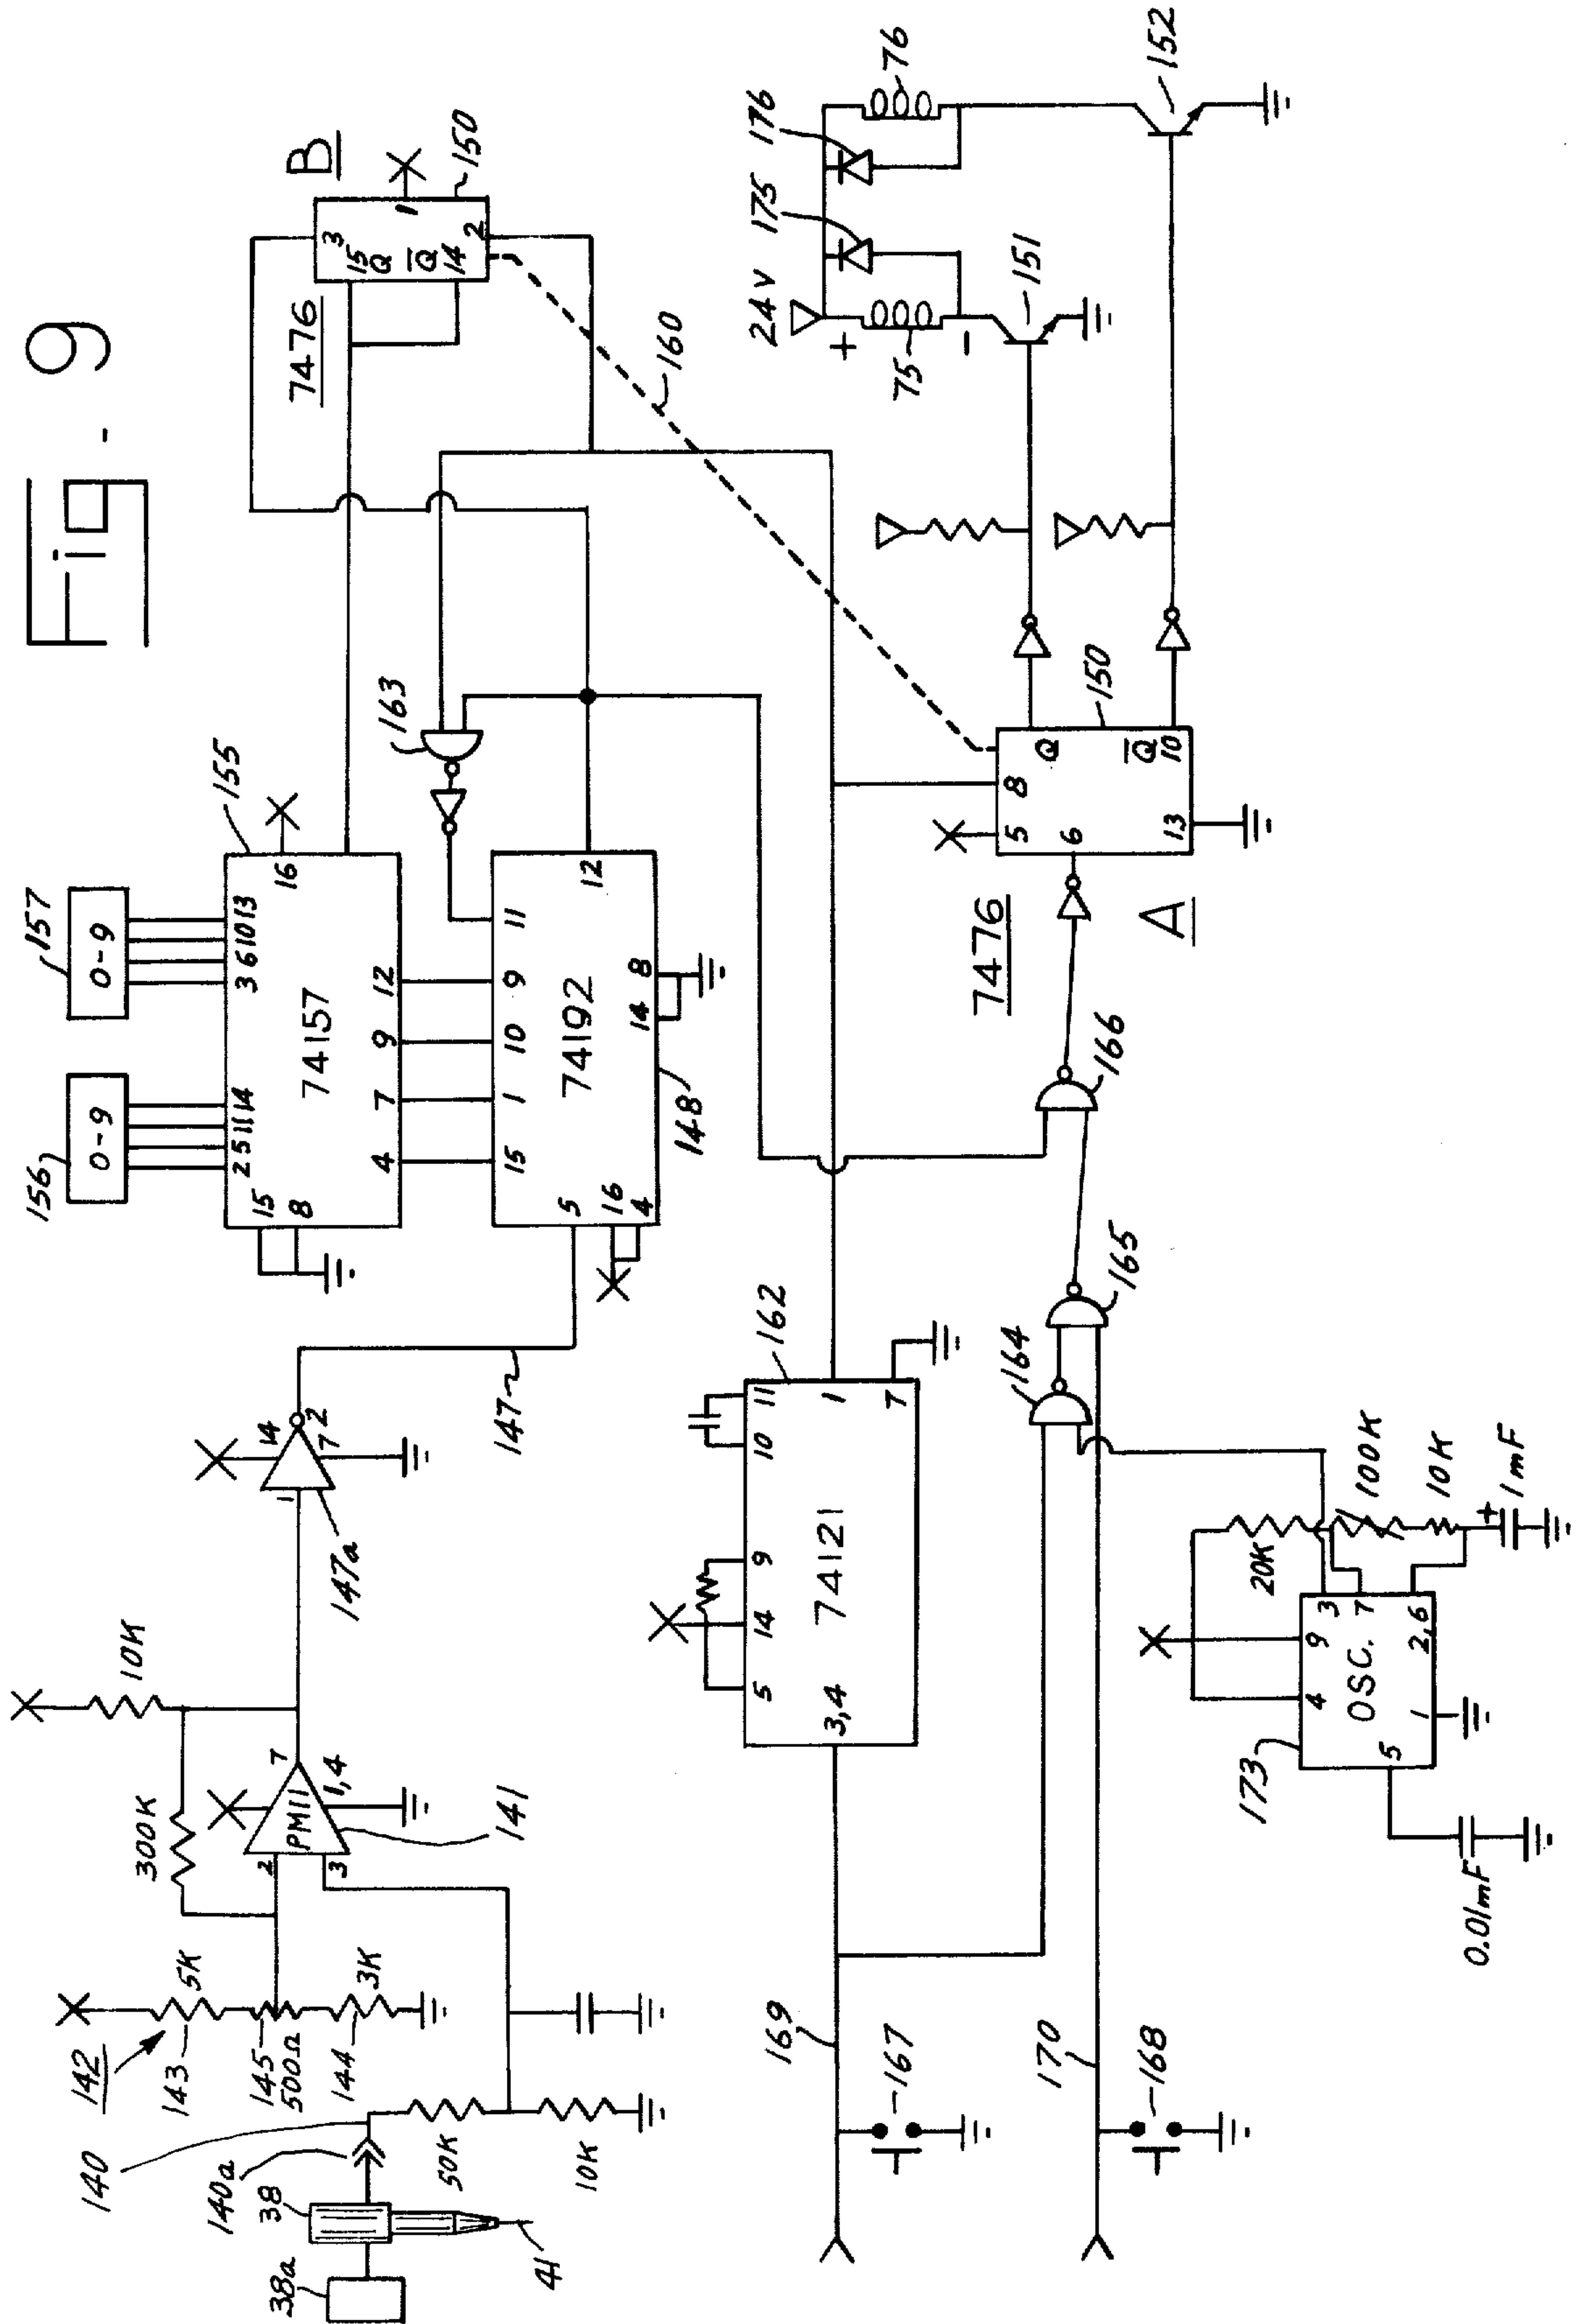 Fig. 9
38a
38
41
140
140a
50K
10K
142
143
5K
145
500Ω
144
3K
300K
2
3
PM11
7
1,4
141
10K
1
14
7
2
147a
147
156
0-9
157
0-9
2 5 11 14
3 6 10 13
155
15
8
16
74157
4 7 9 12
15 1 10 9 11
5
16
4
74192
12
14 8
148
163
B
7476
3
15
Q
Q
14
2
1
150
160
24V
+
-
75
175
176
76
151
152
162
5 14 9 10 11
74121
3,4
1
7
164
165
166
7476
A
5
8
6
Q
Q
10
13
150
169
167
170
168
173
4
9
3
7
2,6
OSC.
5
1
0.01mF
20K
100K
10K
+
1mF